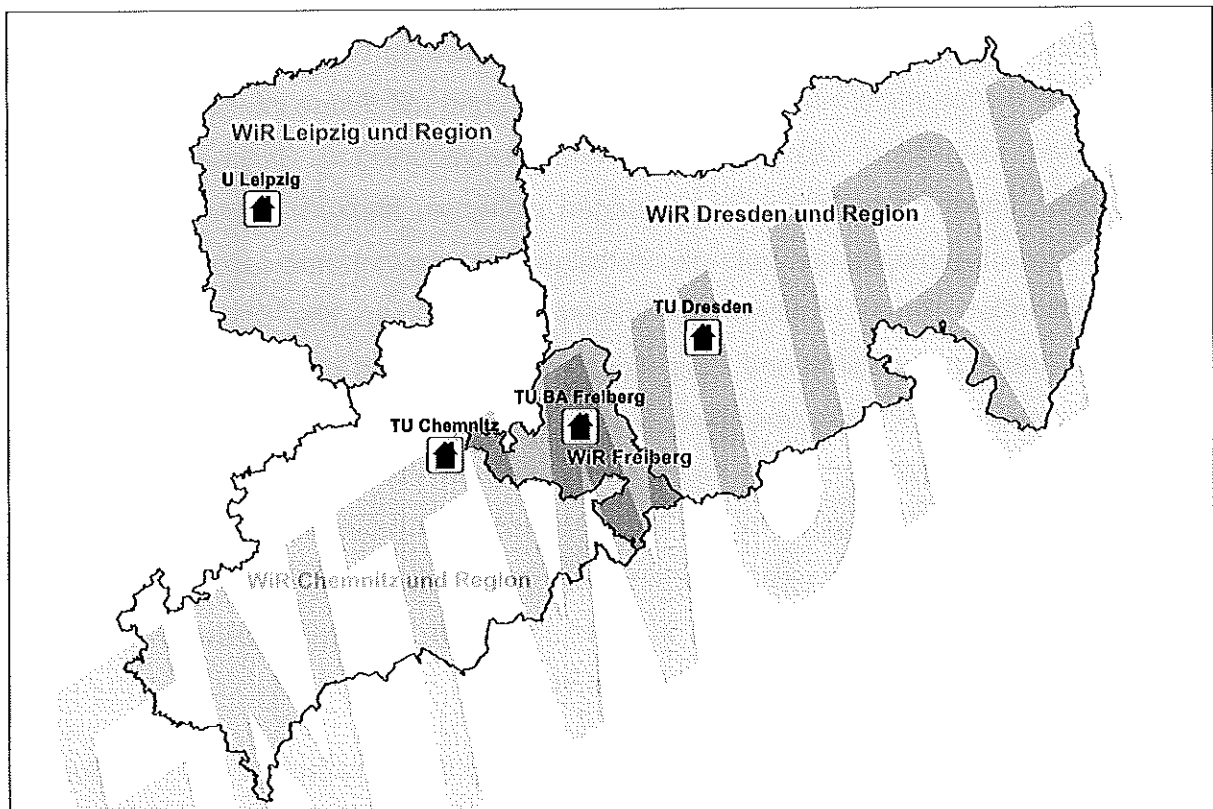 WiR Leipzig und Region
U Leipzig
WiR Dresden und Region
TU Dresden
TU BA Freiberg
TU Chemnitz
WiR Freiberg
WiR Chemnitz und Region
ENTWURF